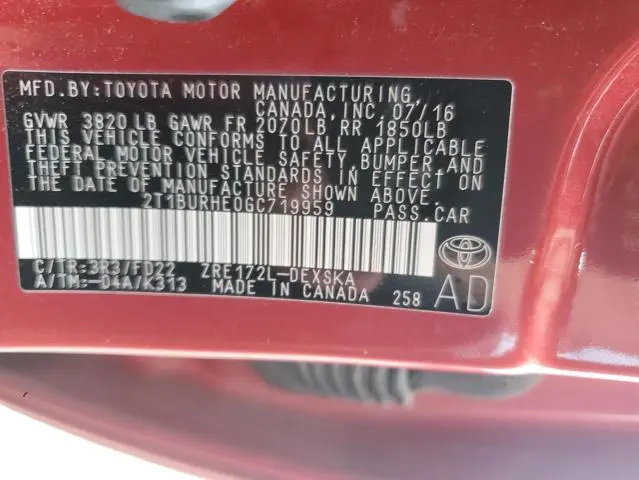 MFD.BY:TOYOTA MOTOR MANUFACTURING,
CANADA,INC. 07/16
GVWR 3820LB GAWR FR 2070LB RR 1850LB
THIS VEHICLE CONFORMS TO ALL APPLICABLE
FEDERAL MOTOR VEHICLE SAFETY, BUMPER, AND
THEFT PREVENTION STANDARDS IN EFFECT ON
THE DATE OF MANUFACTURE SHOWN ABOVE.
2T1BURHE0GC719959 PASS.CAR
C/TR:3R3/FD22 ZRE172L-DEXSKA
A/TM:-04A/K313 MADE IN CANADA 258 AD